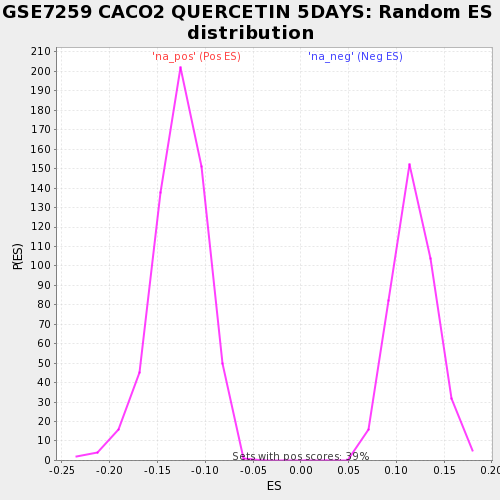 GSE7259 CACO2 QUERCETIN 5DAYS: Random ES
distribution
'na_pos' (Pos ES)
'na_neg' (Neg ES)
P(ES)
210
200
190
180
170
160
150
140
130
120
110
100
90
80
70
60
50
40
30
20
10
0
Sets with pos scores: 39%
-0.25 -0.20 -0.15 -0.10 -0.05 0.00 0.05 0.10 0.15 0.20
ES